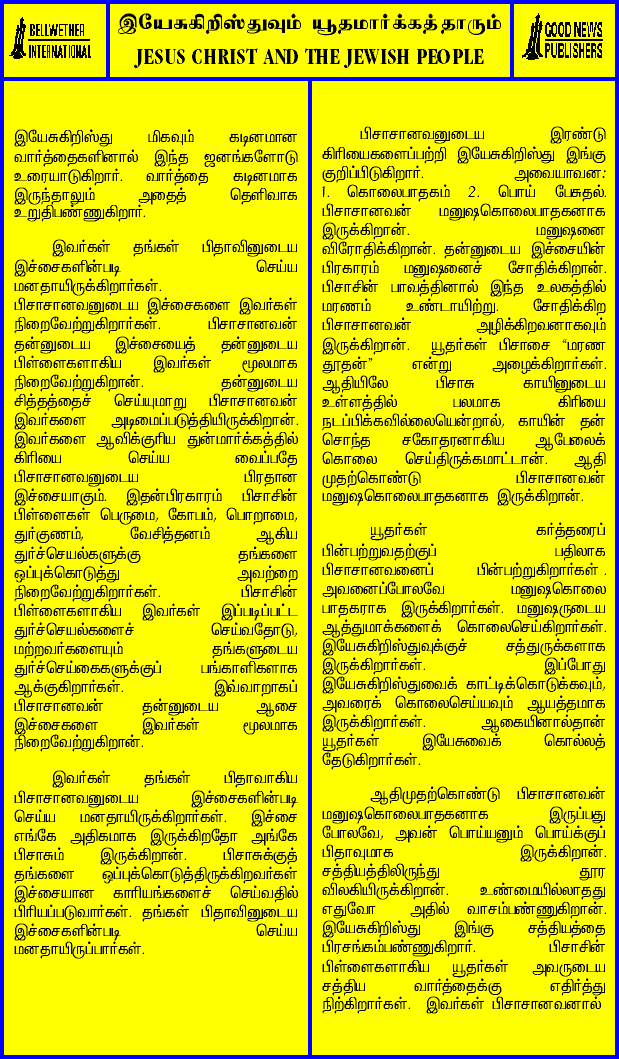 BELLWETHER
INTERNATIONAL
இயேசுகிறிஸ்துவும் யூதமார்க்கத்தாரும்
JESUS CHRIST AND THE JEWISH PEOPLE
GOOD NEWS
PUBLISHERS
இயேசுகிறிஸ்து மிகவும் கடினமான
வார்த்தைகளினால் இந்த ஜனங்களோடு
உரையாடுகிறார். வார்த்தை கடினமாக
இருந்தாலும் அதைத் தெளிவாக
உறுதிபண்ணுகிறார்.
இவர்கள் தங்கள் பிதாவினுடைய
இச்சைகளின்படி செய்ய
மனதாயிருக்கிறார்கள்.
பிசாசானவனுடைய இச்சைகளை இவர்கள்
நிறைவேற்றுகிறார்கள். பிசாசானவன்
தன்னுடைய இச்சையைத் தன்னுடைய
பிள்ளைகளாகிய இவர்கள் மூலமாக
நிறைவேற்றுகிறான். தன்னுடைய
சித்தத்தைச் செய்யுமாறு பிசாசானவன்
இவர்களை அடிமைப்படுத்தியிருக்கிறான்.
இவர்களை ஆவிக்குரிய துன்மார்க்கத்தில்
கிரியை செய்ய வைப்பதே
பிசாசானவனுடைய பிரதான
இச்சையாகும். இதன்பிரகாரம் பிசாசின்
பிள்ளைகள் பெருமை, கோபம், பொறாமை,
துர்குணம், வேசித்தனம் ஆகிய
துர்ச்செயல்களுக்கு தங்களை
ஒப்புக்கொடுத்து அவற்றை
நிறைவேற்றுகிறார்கள். பிசாசின்
பிள்ளைகளாகிய இவர்கள் இப்படிப்பட்ட
துர்ச்செயல்களைச் செய்வதோடு,
மற்றவர்களையும் தங்களுடைய
துர்ச்செய்கைகளுக்குப் பங்காளிகளாக
ஆக்குகிறார்கள். இவ்வாறாகப்
பிசாசானவன் தன்னுடைய ஆசை
இச்சைகளை இவர்கள் மூலமாக
நிறைவேற்றுகிறான்.
இவர்கள் தங்கள் பிதாவாகிய
பிசாசானவனுடைய இச்சைகளின்படி
செய்ய மனதாயிருக்கிறார்கள். இச்சை
எங்கே அதிகமாக இருக்கிறதோ அங்கே
பிசாசும் இருக்கிறான். பிசாசுக்குத்
தங்களை ஒப்புக்கொடுத்திருக்கிறவர்கள்
இச்சையான காரியங்களைச் செய்வதில்
பிரியப்படுவார்கள். தங்கள் பிதாவினுடைய
இச்சைகளின்படி செய்ய
மனதாயிருப்பார்கள்.
பிசாசானவனுடைய இரண்டு
கிரியைகளைப்பற்றி இயேசுகிறிஸ்து இங்கு
குறிப்பிடுகிறார். அவையாவன:
1. கொலைபாதகம் 2. பொய் பேசுதல்.
பிசாசானவன் மனுஷகொலைபாதகனாக
இருக்கிறான். மனுஷனை
விரோதிக்கிறான். தன்னுடைய இச்சையின்
பிரகாரம் மனுஷனைச் சோதிக்கிறான்.
பிசாசின் பாவத்தினால் இந்த உலகத்தில்
மரணம் உண்டாயிற்று. சோதிக்கிற
பிசாசானவன் அழிக்கிறவனாகவும்
இருக்கிறான். யூதர்கள் பிசாசை “மரண
தூதன்” என்று அழைக்கிறார்கள்.
ஆதியிலே பிசாசு காயினுடைய
உள்ளத்தில் பலமாக கிரியை
நடப்பிக்கவில்லையென்றால், காயின் தன்
சொந்த சகோதரனாகிய ஆபேலைக்
கொலை செய்திருக்கமாட்டான். ஆதி
முதற்கொண்டு பிசாசானவன்
மனுஷகொலைபாதகனாக இருக்கிறான்.
யூதர்கள் கர்த்தரைப்
பின்பற்றுவதற்குப் பதிலாக
பிசாசானவனைப் பின்பற்றுகிறார்கள் .
அவனைப்போலவே மனுஷகொலை
பாதகராக இருக்கிறார்கள். மனுஷருடைய
ஆத்துமாக்களைக் கொலைசெய்கிறார்கள்.
இயேசுகிறிஸ்துவுக்குச் சத்துருக்களாக
இருக்கிறார்கள். இப்போது
இயேசுகிறிஸ்துவைக் காட்டிக்கொடுக்கவும்,
அவரைக் கொலைசெய்யவும் ஆயத்தமாக
இருக்கிறார்கள். ஆகையினால்தான்
யூதர்கள் இயேசுவைக் கொல்லத்
தேடுகிறார்கள்.
ஆதிமுதற்கொண்டு பிசாசானவன்
மனுஷகொலைபாதகனாக இருப்பது
போலவே, அவன் பொய்யனும் பொய்க்குப்
பிதாவுமாக இருக்கிறான்.
சத்தியத்திலிருந்து தூர
விலகியிருக்கிறான். உண்மையில்லாதது
எதுவோ அதில் வாசம்பண்ணுகிறான்.
இயேசுகிறிஸ்து இங்கு சத்தியத்தை
பிரசங்கம்பண்ணுகிறார். பிசாசின்
பிள்ளைகளாகிய யூதர்கள் அவருடைய
சத்திய வார்த்தைக்கு எதிர்த்து
நிற்கிறார்கள். இவர்கள் பிசாசானவனால்